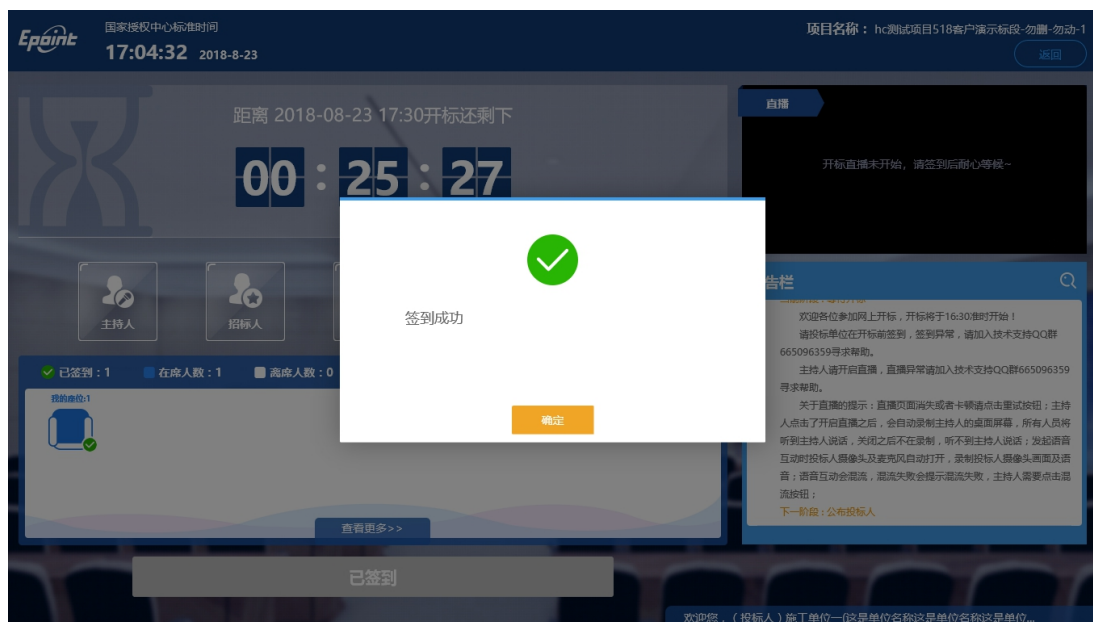 Epoint
国家授权中心标准时间
17:04:32 2018-8-23
项目名称： hc测试项目518客户演示标段-勿删-勿动-1
返回
距离 2018-08-23 17:30开标还剩下
00 : 25 : 27
直播
开标直播未开始，请签到后耐心等候~
主持人
招标人
签到成功
确定
告栏
欢迎各位参加网上开标，开标将于16:30准时开始！
请投标单位在开标前签到，签到异常，请加入技术支持QQ群
665096359寻求帮助。
主持人请开启直播，直播异常请加入技术支持QQ群665096359
寻求帮助。
关于直播的提示：直播页面消失或者卡顿请点击重试按钮；主持
人点击了开启直播之后，会自动录制主持人的桌面屏幕，所有人员将
听到主持人说话，关闭之后不在录制，听不到主持人说话；发起语音
互动时投标人摄像头及麦克风自动打开，录制投标人摄像头画面及语
音；语音互动会混流，混流失败会提示混流失败，主持人需要点击混
流按钮；
下一阶段：公布投标人
已签到：1 在席人数：1 离席人数：0
我的座位:1
查看更多>>
已签到
欢迎您，（投标人）施工单位一[这是单位名称这是单位名称这是单位...